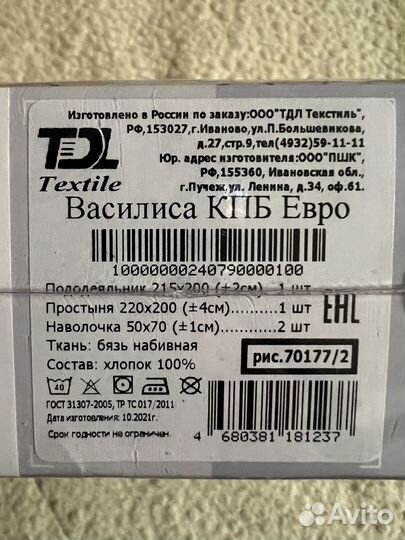 Изготовлено в России по заказу:ООО"ТДЛ Текстиль",
РФ,153027,г.Иваново,ул.П.Большевикова,
д.27,стр.9,тел(4932)59-11-11
Юр. адрес изготовителя:ООО"ПШК",
РФ,155360, Ивановская обл.,
г.Пучеж,ул. Ленина, д.34, оф.61.
TDL
Textile
Василиса КПБ Евро
10000000240790000100
Пододеяльник 215х200 (±2см)........1 шт
Простыня 220х200 (±4см)............1 шт
Наволочка 50х70 (±1см).............2 шт
Ткань: бязь набивная
Состав: хлопок 100%
EAC
рис.70177/2
40
ГОСТ 31307-2005, ТР ТС 017/2011
Дата изготовления: 10.2021г.
Срок годности не ограничен.
4 680381 181237
Avito